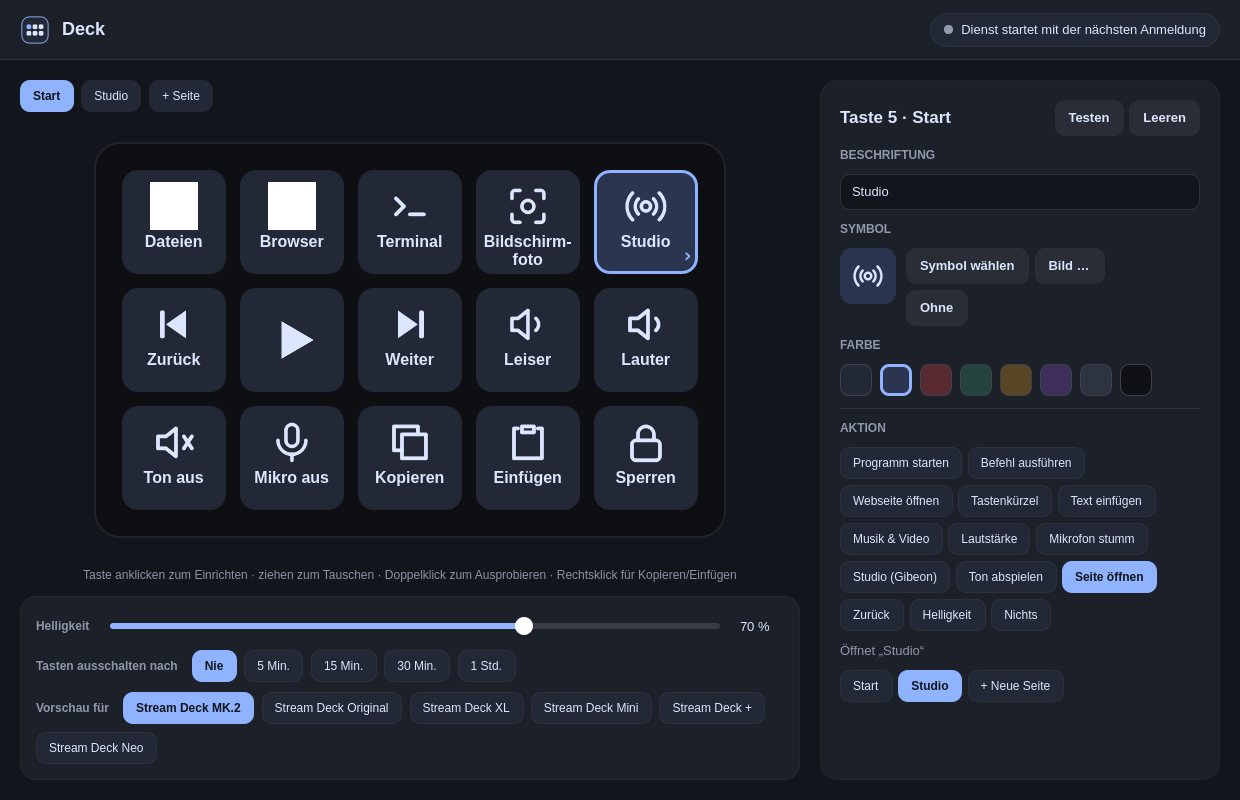 Deck
Dienst startet mit der nächsten Anmeldung
Start
Studio
+ Seite
Dateien
Browser
Terminal
Bildschirm-
foto
Studio
Zurück
Weiter
Leiser
Lauter
Ton aus
Mikro aus
Kopieren
Einfügen
Sperren
Taste anklicken zum Einrichten · ziehen zum Tauschen · Doppelklick zum Ausprobieren · Rechtsklick für Kopieren/Einfügen
Helligkeit
70 %
Tasten ausschalten nach
Nie
5 Min.
15 Min.
30 Min.
1 Std.
Vorschau für
Stream Deck MK.2
Stream Deck Original
Stream Deck XL
Stream Deck Mini
Stream Deck +
Stream Deck Neo
Taste 5 · Start
Testen
Leeren
BESCHRIFTUNG
Studio
SYMBOL
Symbol wählen
Bild …
Ohne
FARBE
AKTION
Programm starten
Befehl ausführen
Webseite öffnen
Tastenkürzel
Text einfügen
Musik & Video
Lautstärke
Mikrofon stumm
Studio (Gibeon)
Ton abspielen
Seite öffnen
Zurück
Helligkeit
Nichts
Öffnet „Studio“
Start
Studio
+ Neue Seite